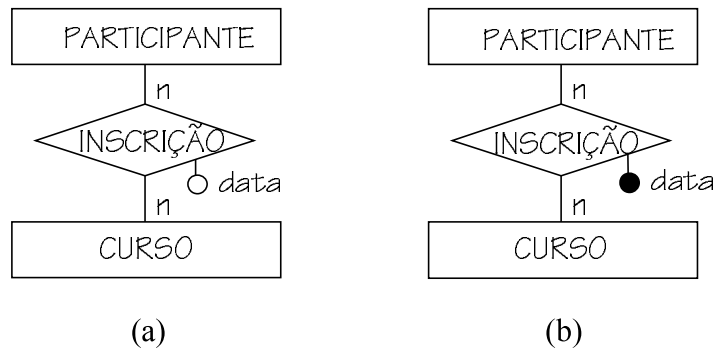 PARTICIPANTE
n
INSCRIÇÃO
data
n
CURSO
(a)
PARTICIPANTE
n
INSCRIÇÃO
data
n
CURSO
(b)